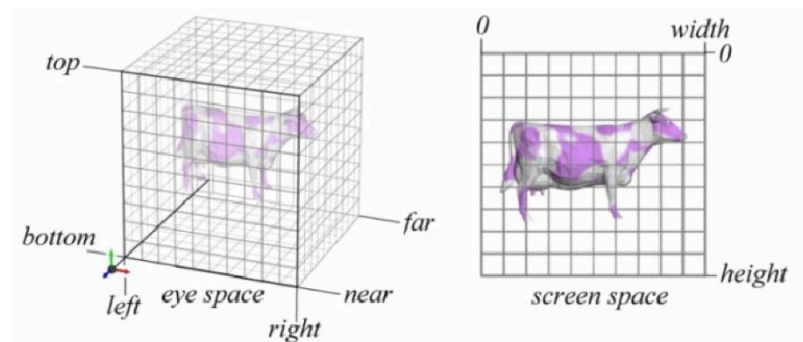 top
bottom
left
eye space
right
near
far
0
width
0
height
screen space